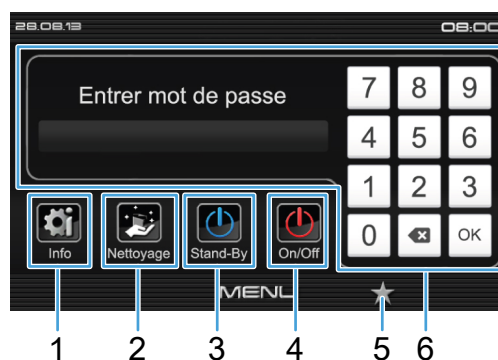 28.08.13 08:00
Entrer mot de passe
7 8 9
4 5 6
1 2 3
0 OK
Info Nettoyage Stand-By On/Off
MENU
1 2 3 4 5 6